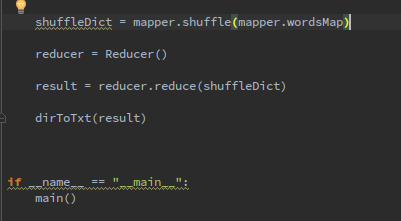 shuffleDict = mapper.shuffle(mapper.wordsMap)
reducer = Reducer()
result = reducer.reduce(shuffleDict)
dirToTxt(result)
if __name__ == "__main__":
main()